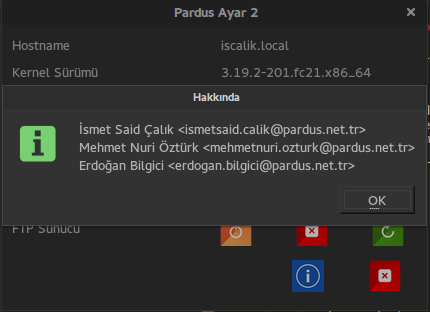 Pardus Ayar 2
Hostname iscalik.local
Kernel Sürümü 3.19.2-201.fc21.x86_64
Hakkında
İsmet Said Çalık <ismetsaid.calik@pardus.net.tr>
Mehmet Nuri Öztürk <mehmetnuri.ozturk@pardus.net.tr>
Erdoğan Bilgici <erdogan.bilgici@pardus.net.tr>
OK
FTP Sunucu